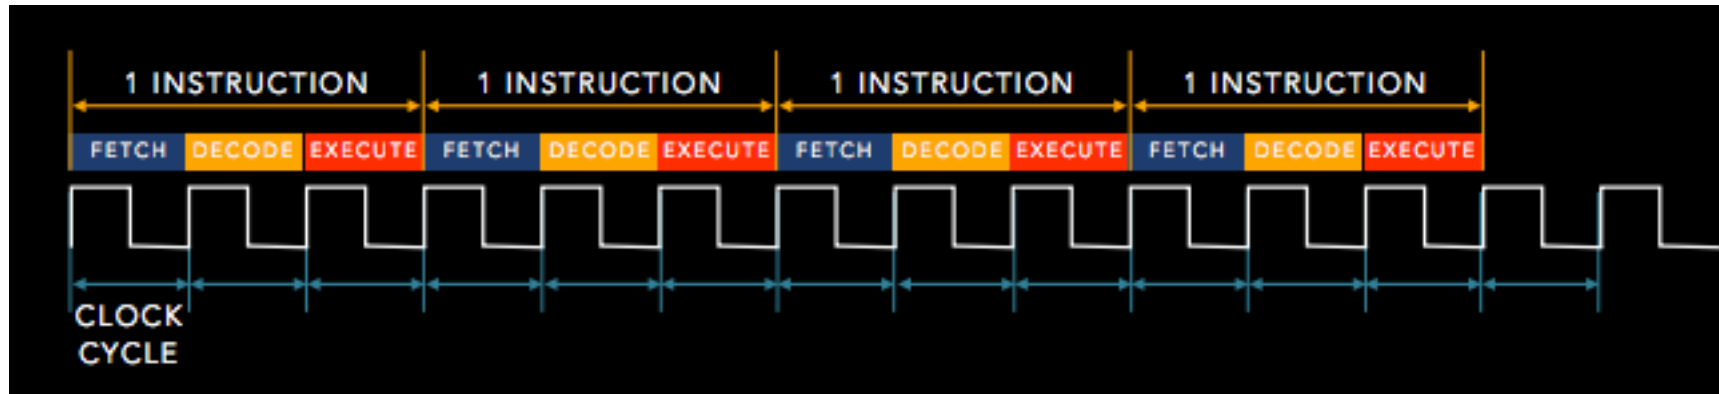 1 INSTRUCTION 1 INSTRUCTION 1 INSTRUCTION 1 INSTRUCTION
FETCH DECODE EXECUTE FETCH DECODE EXECUTE FETCH DECODE EXECUTE FETCH DECODE EXECUTE
CLOCK
CYCLE